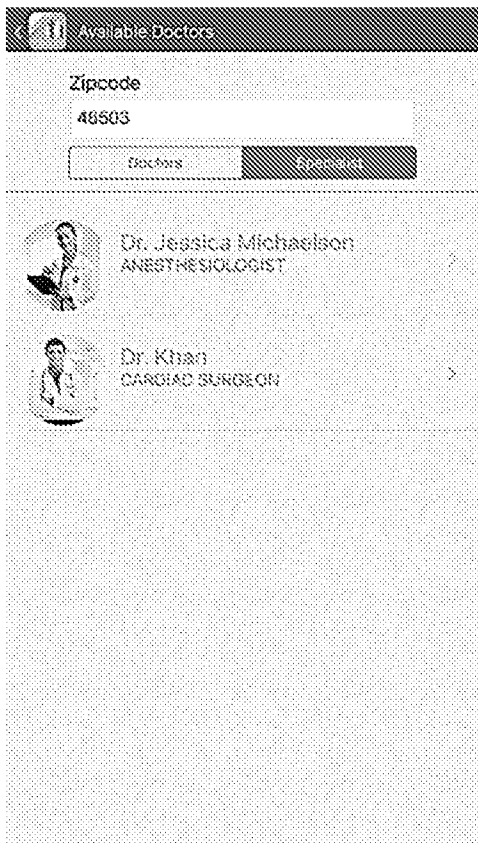 Available Doctors
Zipcode
48503
Doctors
Specialist
Dr. Jessica Michaelson
ANESTHESIOLOGIST
Dr. Khan
CARDIAC SURGEON